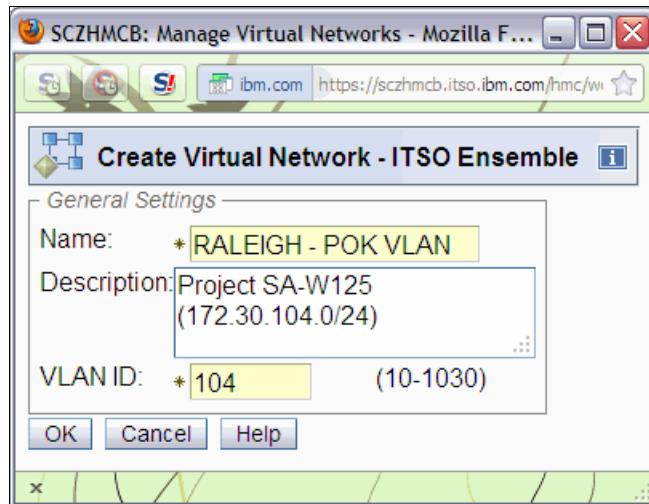 SCZHMCB: Manage Virtual Networks - Mozilla F...
ibm.com https://sczhmcb.itso.ibm.com/hmc/w
Create Virtual Network - ITSO Ensemble
General Settings
Name: * RALEIGH - POK VLAN
Description: Project SA-W125
(172.30.104.0/24)
VLAN ID: * 104 (10-1030)
OK Cancel Help